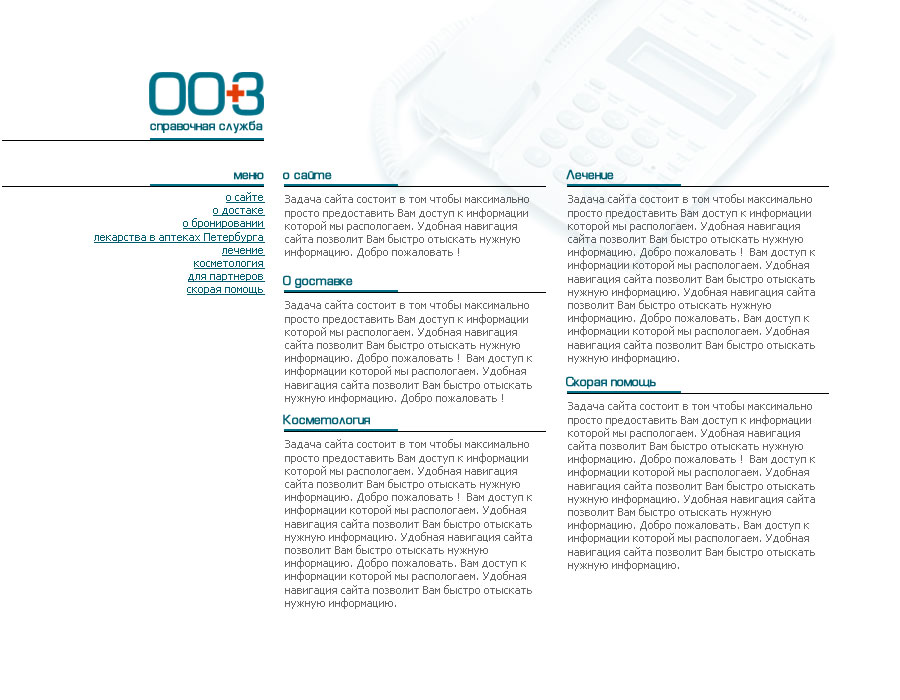 003
справочная служба
меню
о сайте
о достаке
о бронировании
лекарства в аптеках Петербурга
лечение
косметология
для партнеров
скорая помощь
о сайте
Задача сайта состоит в том чтобы максимально
просто предоставить Вам доступ к информации
которой мы распологаем. Удобная навигация
сайта позволит Вам быстро отыскать нужную
информацию. Добро пожаловать !
О доставке
Задача сайта состоит в том чтобы максимально
просто предоставить Вам доступ к информации
которой мы распологаем. Удобная навигация
сайта позволит Вам быстро отыскать нужную
информацию. Добро пожаловать ! Вам доступ к
информации которой мы распологаем. Удобная
навигация сайта позволит Вам быстро отыскать
нужную информацию. Добро пожаловать !
Косметология
Задача сайта состоит в том чтобы максимально
просто предоставить Вам доступ к информации
которой мы распологаем. Удобная навигация
сайта позволит Вам быстро отыскать нужную
информацию. Добро пожаловать ! Вам доступ к
информации которой мы распологаем. Удобная
навигация сайта позволит Вам быстро отыскать
нужную информацию. Удобная навигация сайта
позволит Вам быстро отыскать нужную
информацию. Добро пожаловать. Вам доступ к
информации которой мы распологаем. Удобная
навигация сайта позволит Вам быстро отыскать
нужную информацию.
Лечение
Задача сайта состоит в том чтобы максимально
просто предоставить Вам доступ к информации
которой мы распологаем. Удобная навигация
сайта позволит Вам быстро отыскать нужную
информацию. Добро пожаловать ! Вам доступ к
информации которой мы распологаем. Удобная
навигация сайта позволит Вам быстро отыскать
нужную информацию. Удобная навигация сайта
позволит Вам быстро отыскать нужную
информацию. Добро пожаловать. Вам доступ к
информации которой мы распологаем. Удобная
навигация сайта позволит Вам быстро отыскать
нужную информацию.
Скорая помощь
Задача сайта состоит в том чтобы максимально
просто предоставить Вам доступ к информации
которой мы распологаем. Удобная навигация
сайта позволит Вам быстро отыскать нужную
информацию. Добро пожаловать ! Вам доступ к
информации которой мы распологаем. Удобная
навигация сайта позволит Вам быстро отыскать
нужную информацию. Удобная навигация сайта
позволит Вам быстро отыскать нужную
информацию. Добро пожаловать. Вам доступ к
информации которой мы распологаем. Удобная
навигация сайта позволит Вам быстро отыскать
нужную информацию.